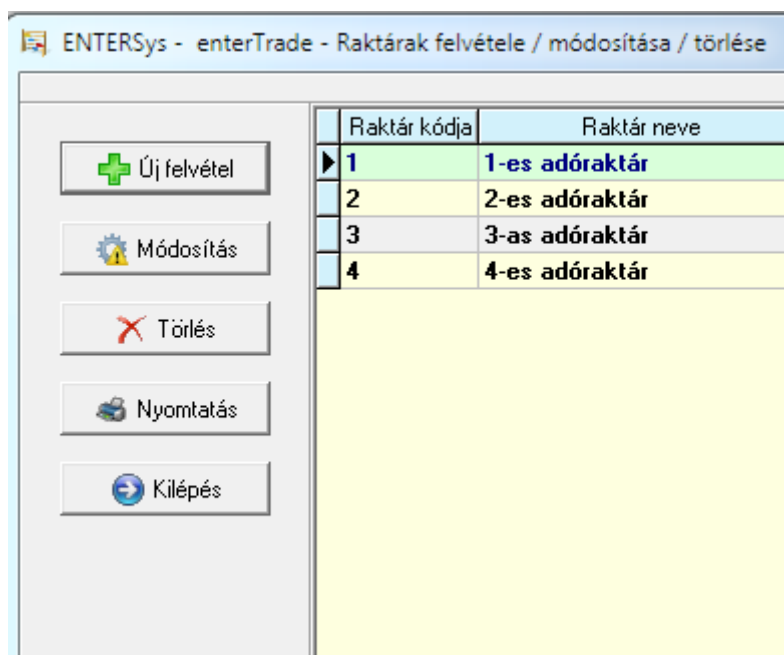 ENTERSys - enterTrade - Raktárak felvétele / módosítása / törlése
Raktár kódja Raktár neve
Új felvétel
1 1-es adóraktár
2 2-es adóraktár
Módosítás
3 3-as adóraktár
4 4-es adóraktár
Törlés
Nyomtatás
Kilépés